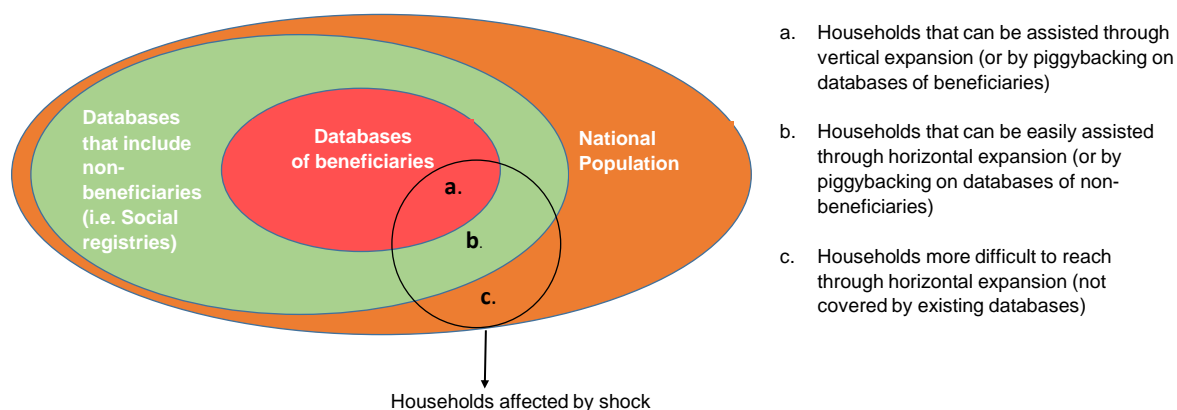 Databases
that include
non-
beneficiaries
(i.e. Social
registries)
Databases
of beneficiaries
National
Population
a.
b.
c.
Households affected by shock
a. Households that can be assisted through
vertical expansion (or by piggybacking on
databases of beneficiaries)
b. Households that can be easily assisted
through horizontal expansion (or by
piggybacking on databases of non-
beneficiaries)
c. Households more difficult to reach
through horizontal expansion (not
covered by existing databases)